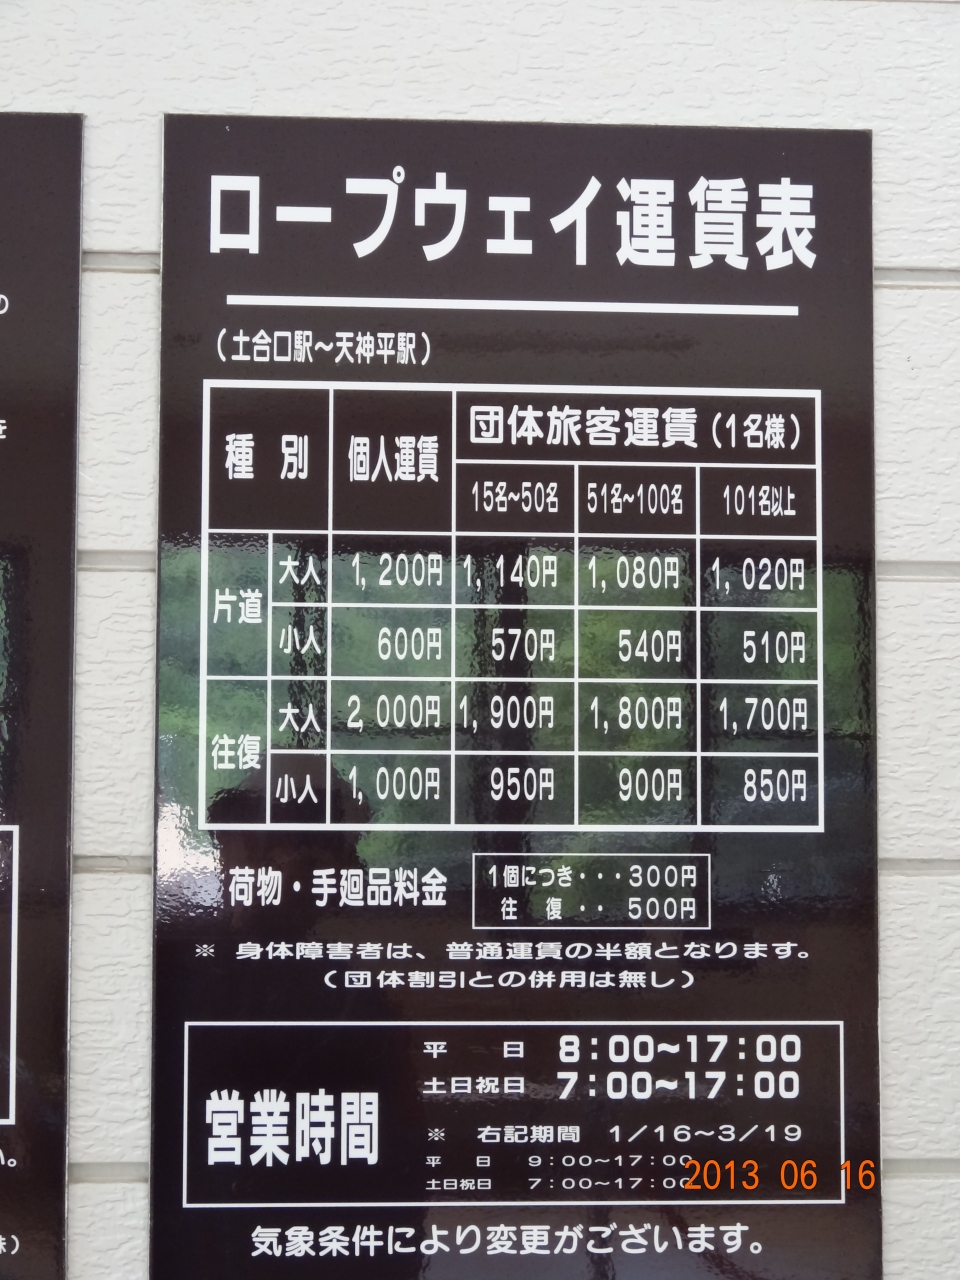 ロープウェイ運賃表
（土合口駅～天神平駅）
種別 個人運賃 団体旅客運賃（1名様）
15名～50名 51名～100名 101名以上
片道 大人 1,200円 1,140円 1,080円 1,020円
小人 600円 570円 540円 510円
往復 大人 2,000円 1,900円 1,800円 1,700円
小人 1,000円 950円 900円 850円
荷物・手廻品料金 1個につき・・・300円
往復・・ 500円
※ 身体障害者は、普通運賃の半額となります。
（団体割引との併用は無し）
営業時間
平日 8:00～17:00
土日祝日 7:00～17:00
※ 右記期間 1/16～3/19
平日 9:00～17:00
土日祝日 7:00～17:00
気象条件により変更がございます。
2013 06 16
の
を
い。
）